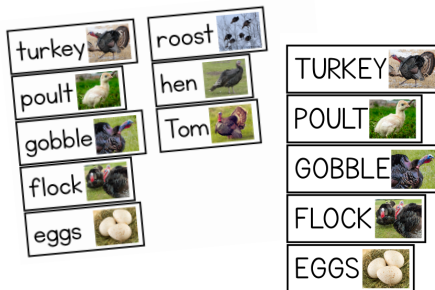 turkey
poult
gobble
flock
eggs
roost
hen
Tom
TURKEY
POULT
GOBBLE
FLOCK
EGGS